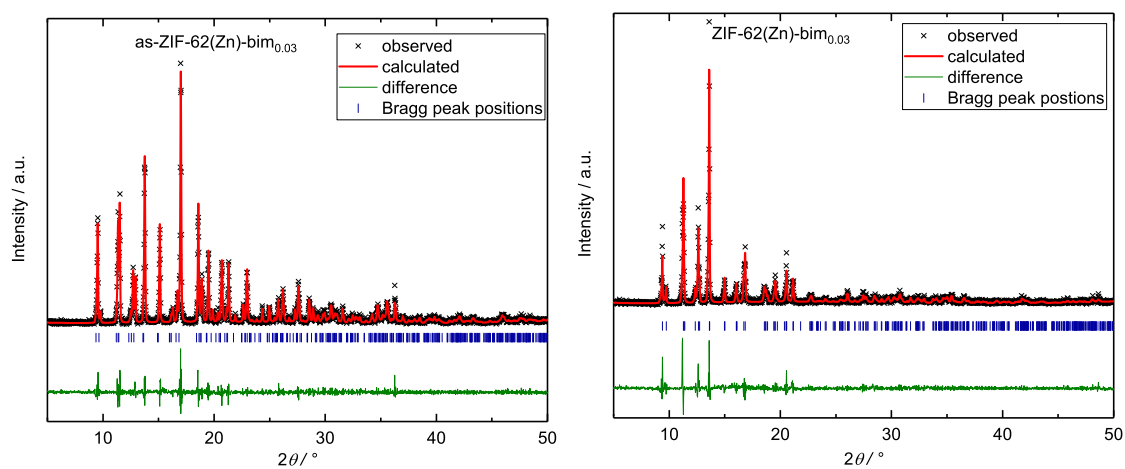 as-ZIF-62(Zn)-bim0.03
× observed
calculated
difference
| Bragg peak positions
Intensity / a.u.
10 20 30 40 50
2θ / °
ZIF-62(Zn)-bim0.03
× observed
calculated
difference
| Bragg peak postions
Intensity / a.u.
10 20 30 40 50
2θ / °